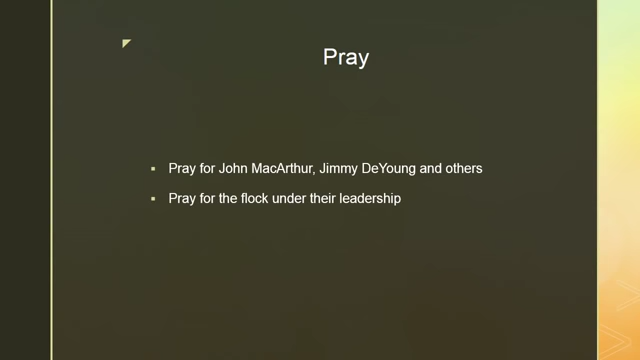 Pray
Pray for John MacArthur, Jimmy DeYoung and others
Pray for the flock under their leadership